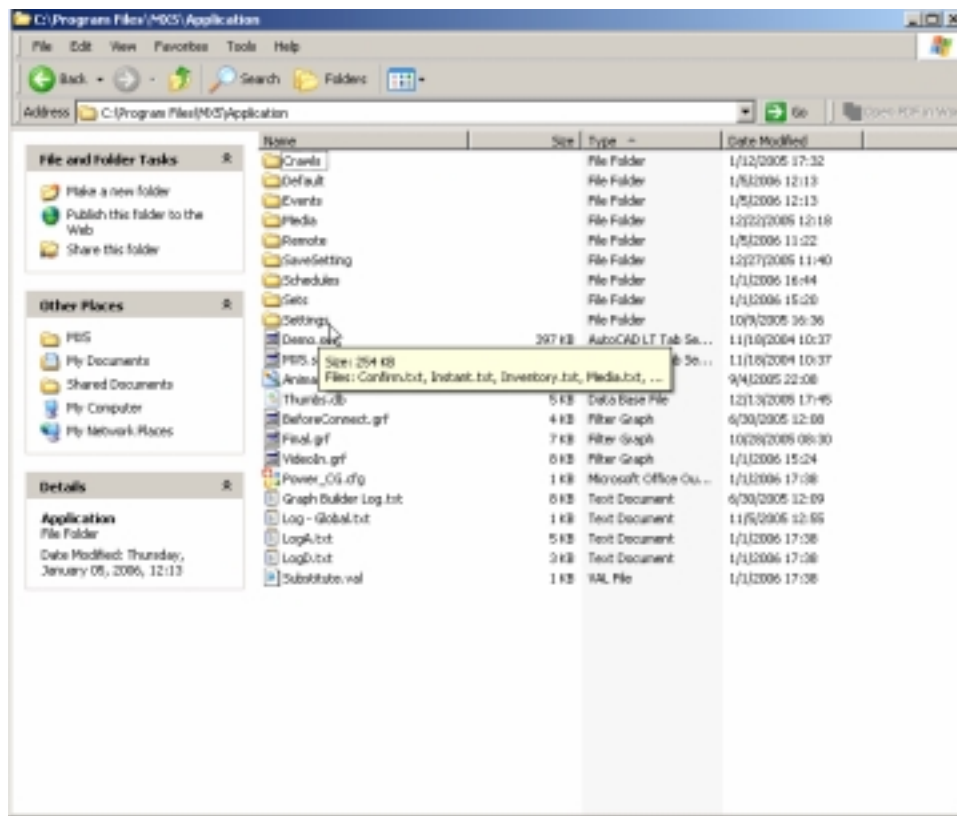 C:\Program Files\MXS\Application
File Edit View Favorites Tools Help
Back Search Folders
Address C:\Program Files\MXS\Application Go Open PDF in
Name Size Type Date Modified
File and Folder Tasks
Make a new folder
Publish this folder to the
Web
Share this folder
Other Places
MXS
My Documents
Shared Documents
My Computer
My Network Places
Details
Application
File Folder
Date Modified: Thursday,
January 05, 2006, 12:13
Crawls File Folder 1/12/2005 17:32
Default File Folder 1/5/2006 12:13
Events File Folder 1/5/2006 12:13
Media File Folder 12/22/2005 12:18
Remote File Folder 1/5/2006 11:22
SaveSetting File Folder 12/27/2005 11:40
Schedules File Folder 1/1/2006 16:44
Sets File Folder 1/1/2006 15:20
Settings File Folder 10/9/2005 16:36
397 KB AutoCAD LT Tab Se... 11/18/2004 10:37
11/18/2004 10:37
Size: 254 KB
Files: Confirm.txt, Instant.txt, Inventory.txt, Media.txt, ...
9/4/2005 22:08
Thumbs.db 5 KB Data Base File 12/13/2005 17:45
BeforeConnect.grf 4 KB Filter Graph 6/30/2005 12:08
Final.grf 7 KB Filter Graph 10/28/2005 08:30
VideoIn.grf 8 KB Filter Graph 1/1/2006 15:24
Power_CG.cfg 1 KB Microsoft Office Ou... 1/1/2006 17:38
Graph Builder Log.txt 8 KB Text Document 6/30/2005 12:09
Log - Global.txt 1 KB Text Document 11/5/2005 12:55
LogA.txt 5 KB Text Document 1/1/2006 17:38
LogD.txt 3 KB Text Document 1/1/2006 17:38
Substitute.val 1 KB VAL File 1/1/2006 17:38